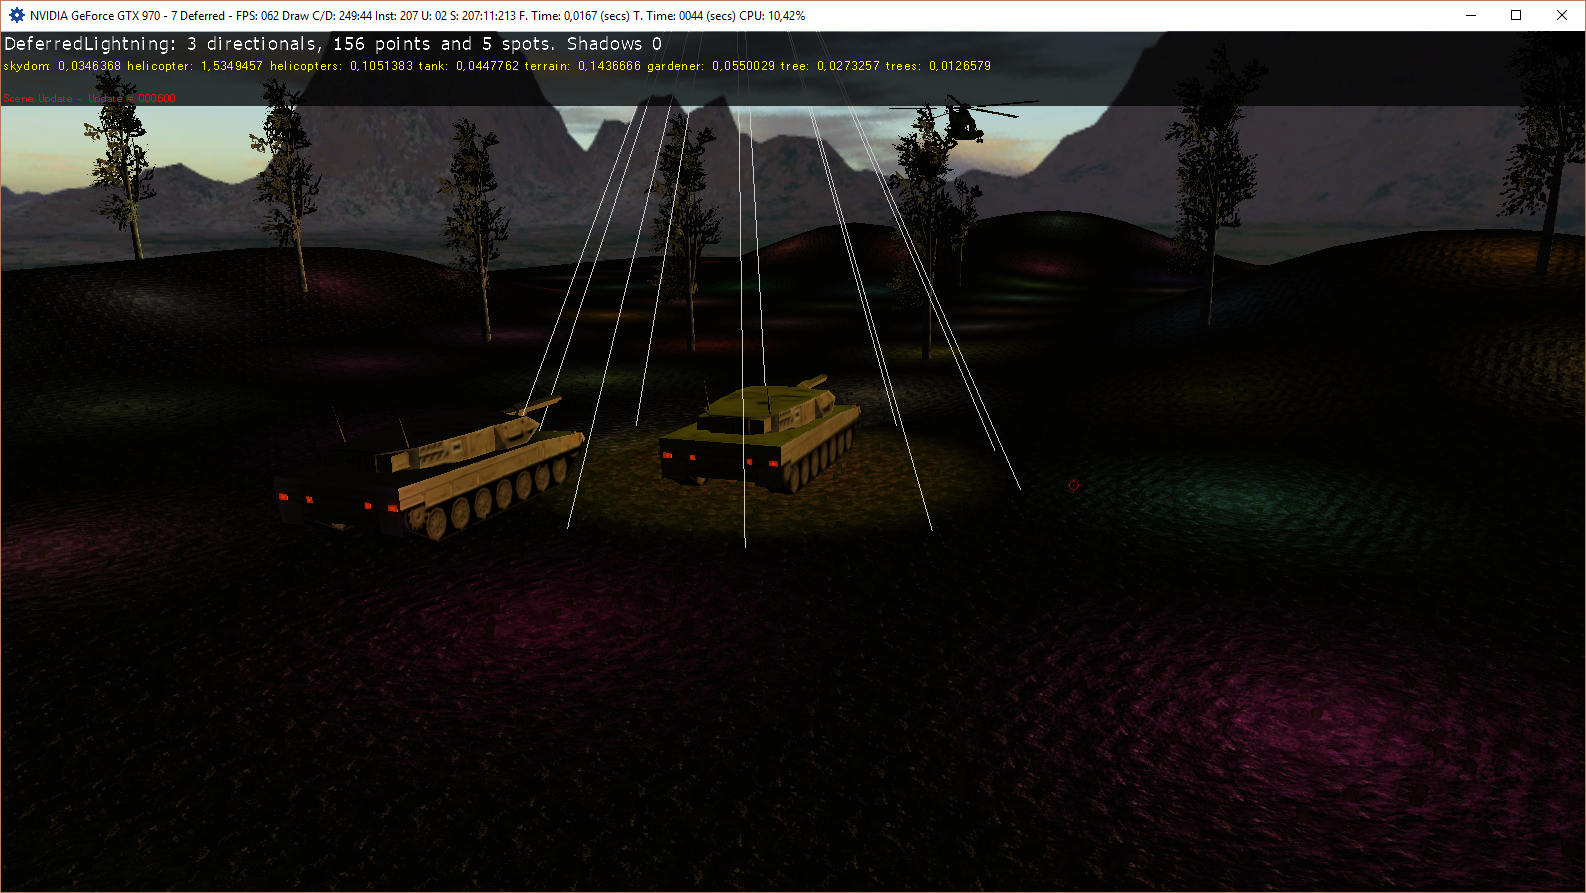 NVIDIA GeForce GTX 970 - 7 Deferred - FPS: 062 Draw C/D: 249:44 Inst: 207 U: 02 S: 207:11:213 F. Time: 0,0167 (secs) T. Time: 0044 (secs) CPU: 10,42%
DeferredLightning: 3 directionals, 156 points and 5 spots. Shadows 0
skydom: 0,0346368 helicopter: 1,5349457 helicopters: 0,1051383 tank: 0,0447762 terrain: 0,1436666 gardener: 0,0550029 tree: 0,0273257 trees: 0,0126579
Scene Update - Update = 000600